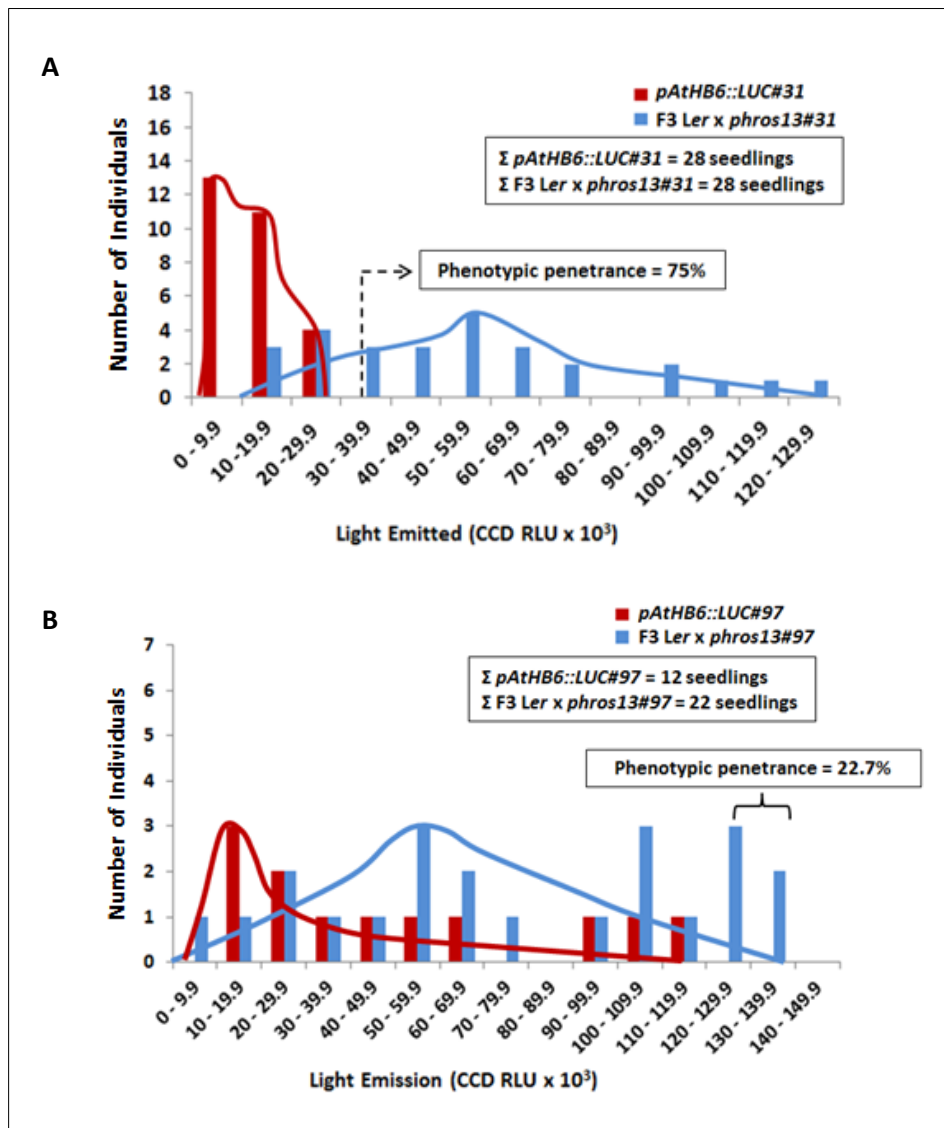 A
pAtHB6::LUC#31
F3 Ler x phros13#31
Σ pAtHB6::LUC#31 = 28 seedlings
Σ F3 Ler x phros13#31 = 28 seedlings
Phenotypic penetrance = 75%
Number of Individuals
18
16
14
12
10
8
6
4
2
0
0 - 9.9
10 -19.9
20 -29.9
30 - 39.9
40 - 49.9
50 - 59.9
60 - 69.9
70 - 79.9
80 - 89.9
90 - 99.9
100 - 109.9
110 - 119.9
120 - 129.9
Light Emitted (CCD RLU x 10³)
B
pAtHB6::LUC#97
F3 Ler x phros13#97
Σ pAtHB6::LUC#97 = 12 seedlings
Σ F3 Ler x phros13#97 = 22 seedlings
Phenotypic penetrance = 22.7%
Number of Individuals
7
6
5
4
3
2
1
0
0 - 9.9
10 - 19.9
20 - 29.9
30 - 39.9
40 - 49.9
50 - 59.9
60 - 69.9
70 - 79.9
80 - 89.9
90 - 99.9
100 - 109.9
110 - 119.9
120 - 129.9
130 - 139.9
140 - 149.9
Light Emission (CCD RLU x 10³)